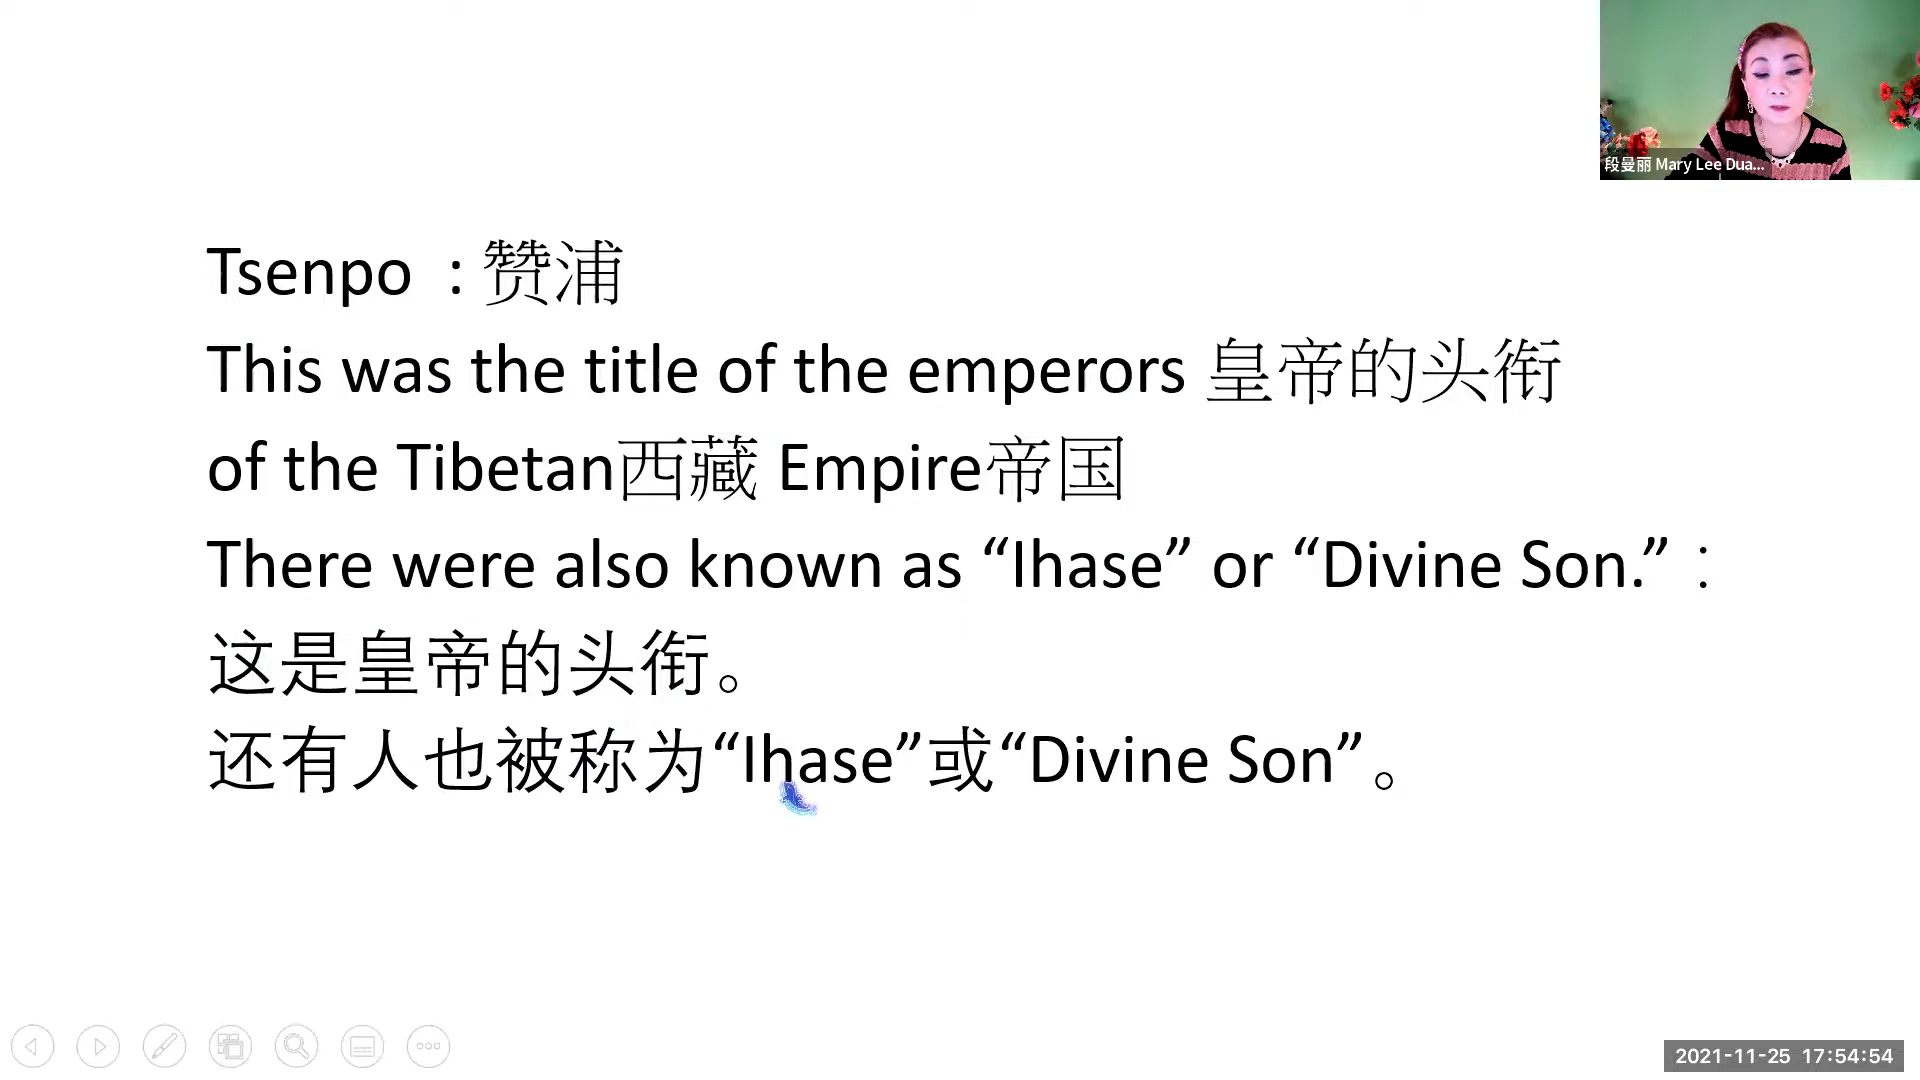 段曼丽 Mary Lee Dua...
Tsenpo : 赞浦
This was the title of the emperors 皇帝的头衔
of the Tibetan西藏 Empire帝国
There were also known as “Ihase” or “Divine Son.” :
这是皇帝的头衔。
还有人也被称为“Ihase”或“Divine Son”。
2021-11-25 17:54:54